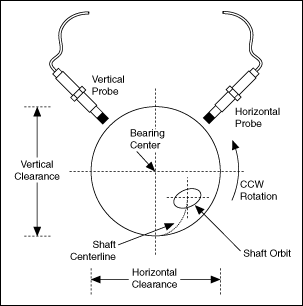 Vertical
Probe
Horizontal
Probe
Bearing
Center
Vertical
Clearance
CCW
Rotation
Shaft
Centerline
Shaft Orbit
Horizontal
Clearance